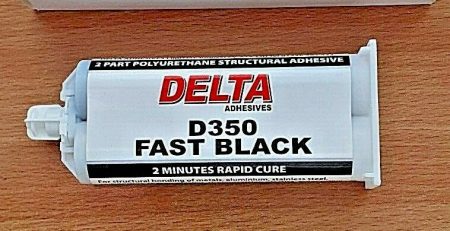 2 PART POLYURETHANE STRUCTURAL ADHESIVE
DELTA
ADHESIVES
D350
FAST BLACK
2 MINUTES RAPID CURE
For structural bonding of metals, aluminium, stainless steel.